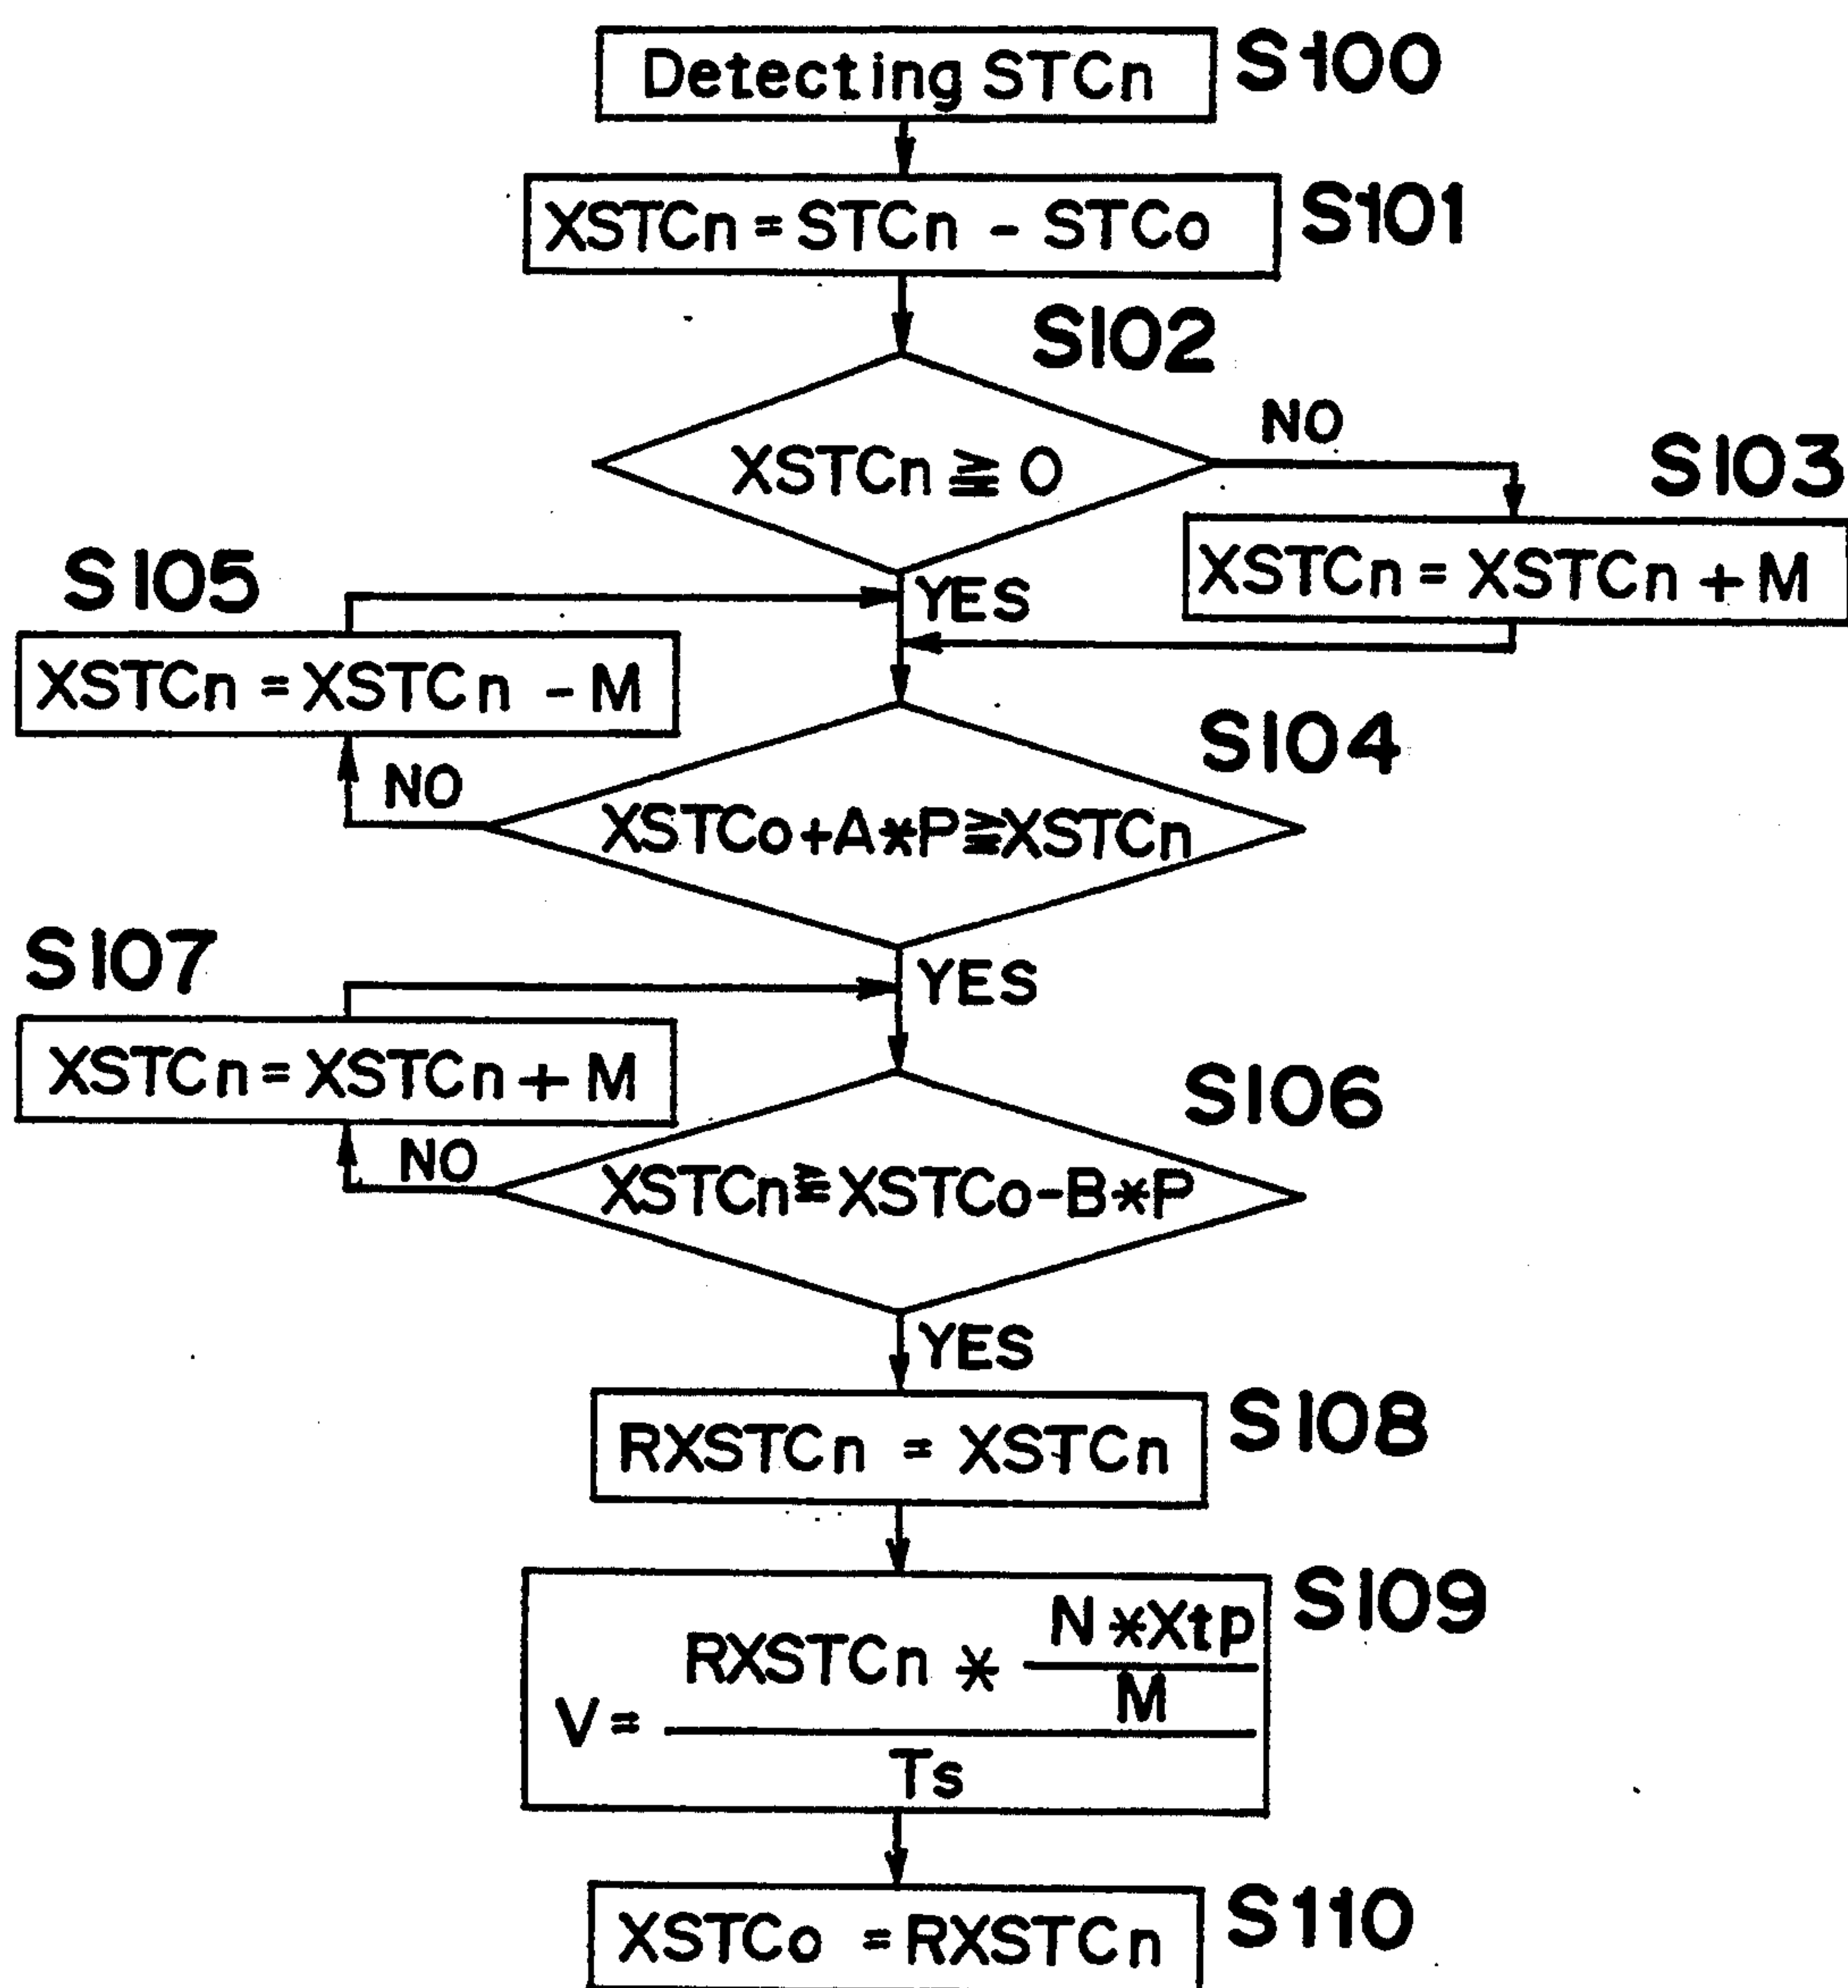 Detecting STCn S100
XSTCn = STCn - STCo S101
S102
XSTCn ≧ 0
NO
S103
XSTCn = XSTCn + M
YES
S105
XSTCn = XSTCn - M
S104
XSTCo+A*P≧XSTCn
NO
YES
S107
XSTCn = XSTCn + M
S106
XSTCn≧XSTCo-B*P
NO
YES
RXSTCn = XSTCn S108
S109
N*Xtp
RXSTCn *
M
V=
Ts
XSTCo = RXSTCn S110